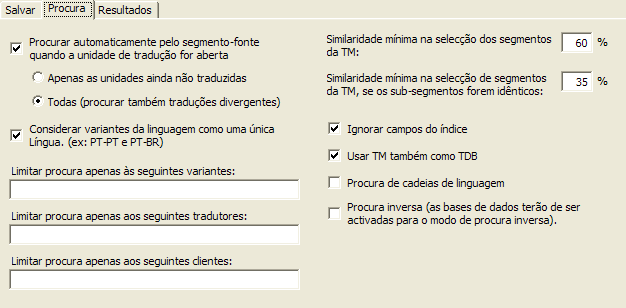 Salvar
Procura
Resultados
Procurar automaticamente pelo segmento-fonte
quando a unidade de tradução for aberta
Apenas as unidades ainda não traduzidas
Todas (procurar também traduções divergentes)
Considerar variantes da linguagem como uma única
Língua. (ex: PT-PT e PT-BR)
Limitar procura apenas às seguintes variantes:
Limitar procura apenas aos seguintes tradutores:
Limitar procura apenas aos seguintes clientes:
Similaridade mínima na selecção dos segmentos
da TM:
60 %
Similaridade mínima na selecção de segmentos
da TM, se os sub-segmentos forem idênticos:
35 %
Ignorar campos do índice
Usar TM também como TDB
Procura de cadeias de linguagem
Procura inversa (as bases de dados terão de ser
activadas para o modo de procura inversa).